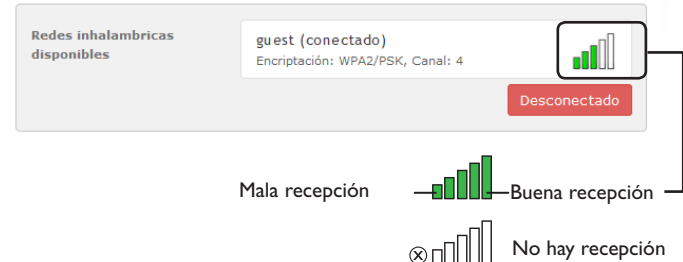 Redes inhalambricas
disponibles
guest (conectado)
Encriptación: WPA2/PSK, Canal: 4
Desconectado
Mala recepción
Buena recepción
No hay recepción